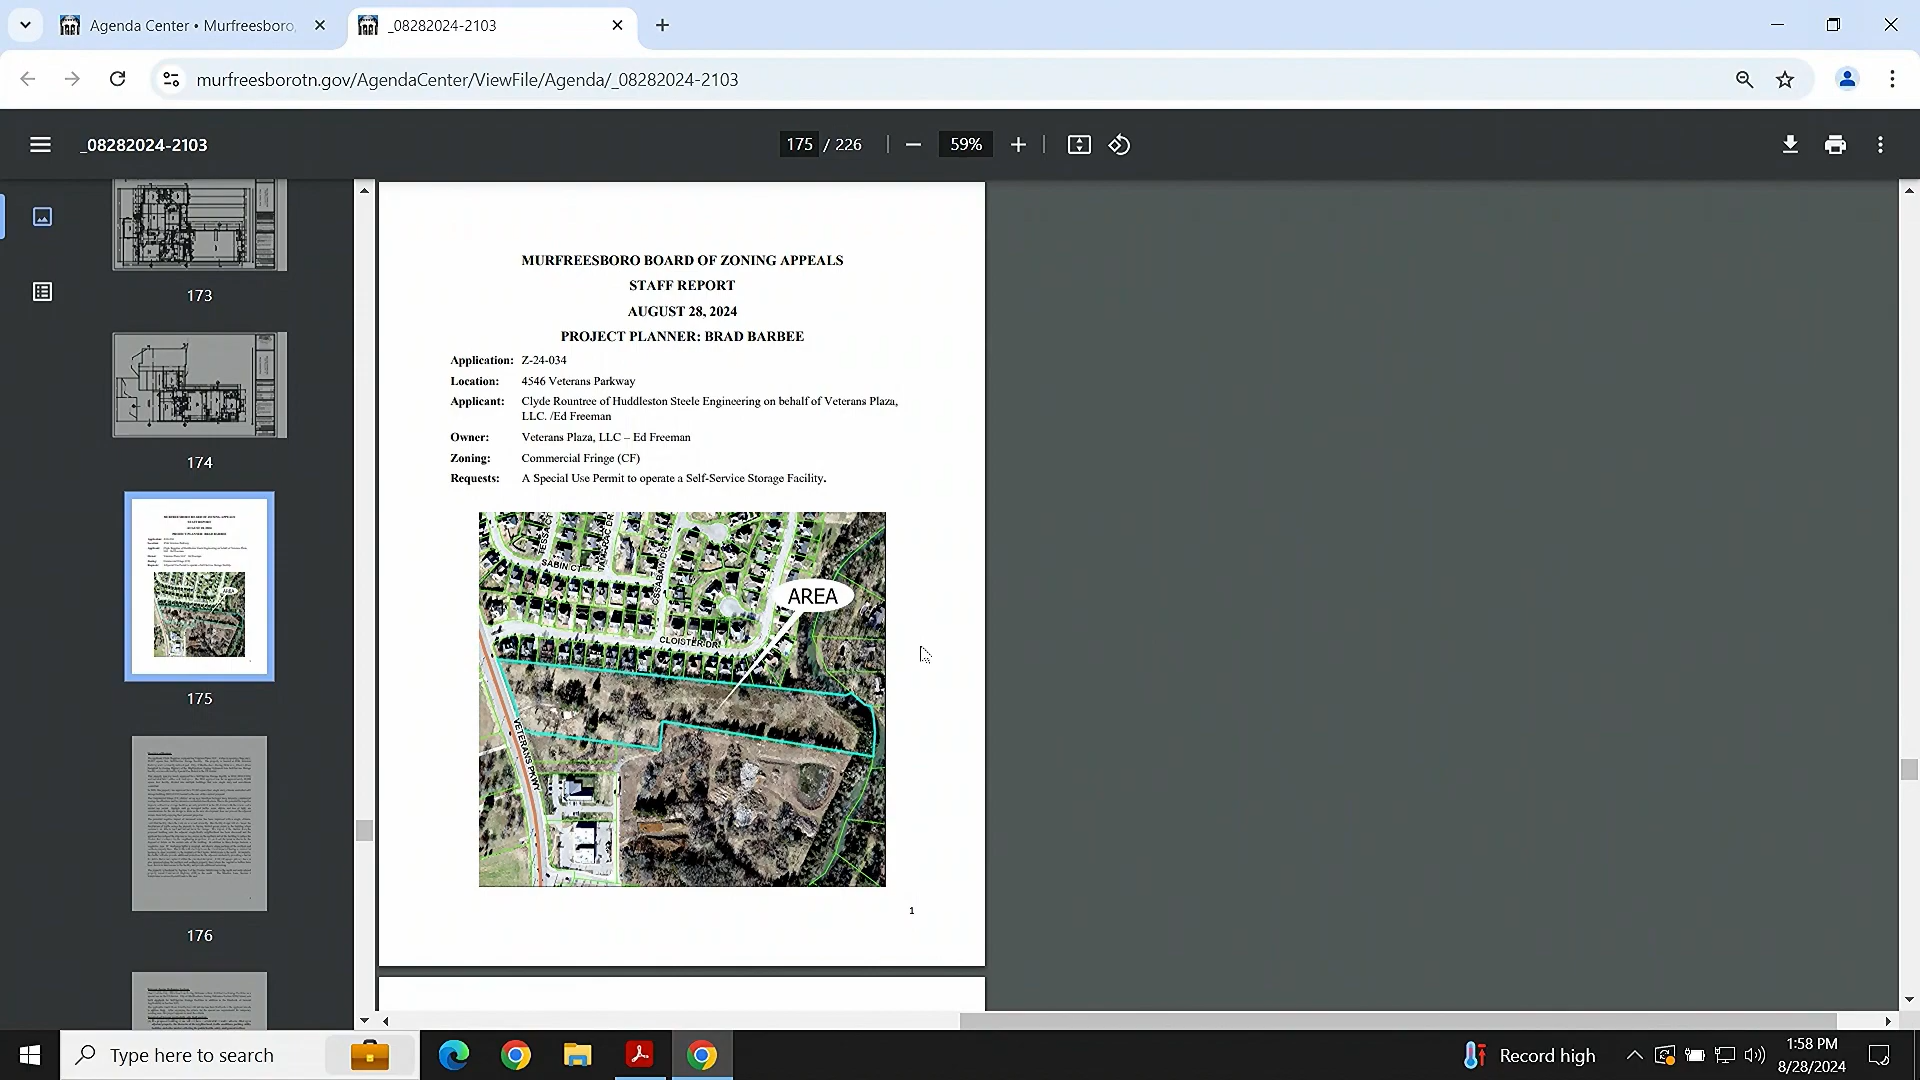 Agenda Center • Murfreesboro,
_08282024-2103
murfreesborotn.gov/AgendaCenter/ViewFile/Agenda/_08282024-2103
_08282024-2103
175 / 226
59%
173
174
175
176
MURFREESBORO BOARD OF ZONING APPEALS
STAFF REPORT
AUGUST 28, 2024
PROJECT PLANNER: BRAD BARBEE
Application: Z-24-034
Location: 4546 Veterans Parkway
Applicant: Clyde Rountree of Huddleston Steele Engineering on behalf of Veterans Plaza,
LLC. /Ed Freeman
Owner: Veterans Plaza, LLC – Ed Freeman
Zoning: Commercial Fringe (CF)
Requests: A Special Use Permit to operate a Self-Service Storage Facility.
SABIN CT
AREA
CLOISTER DR
VETERANS PKWY
1
Type here to search
Record high
1:58 PM
8/28/2024